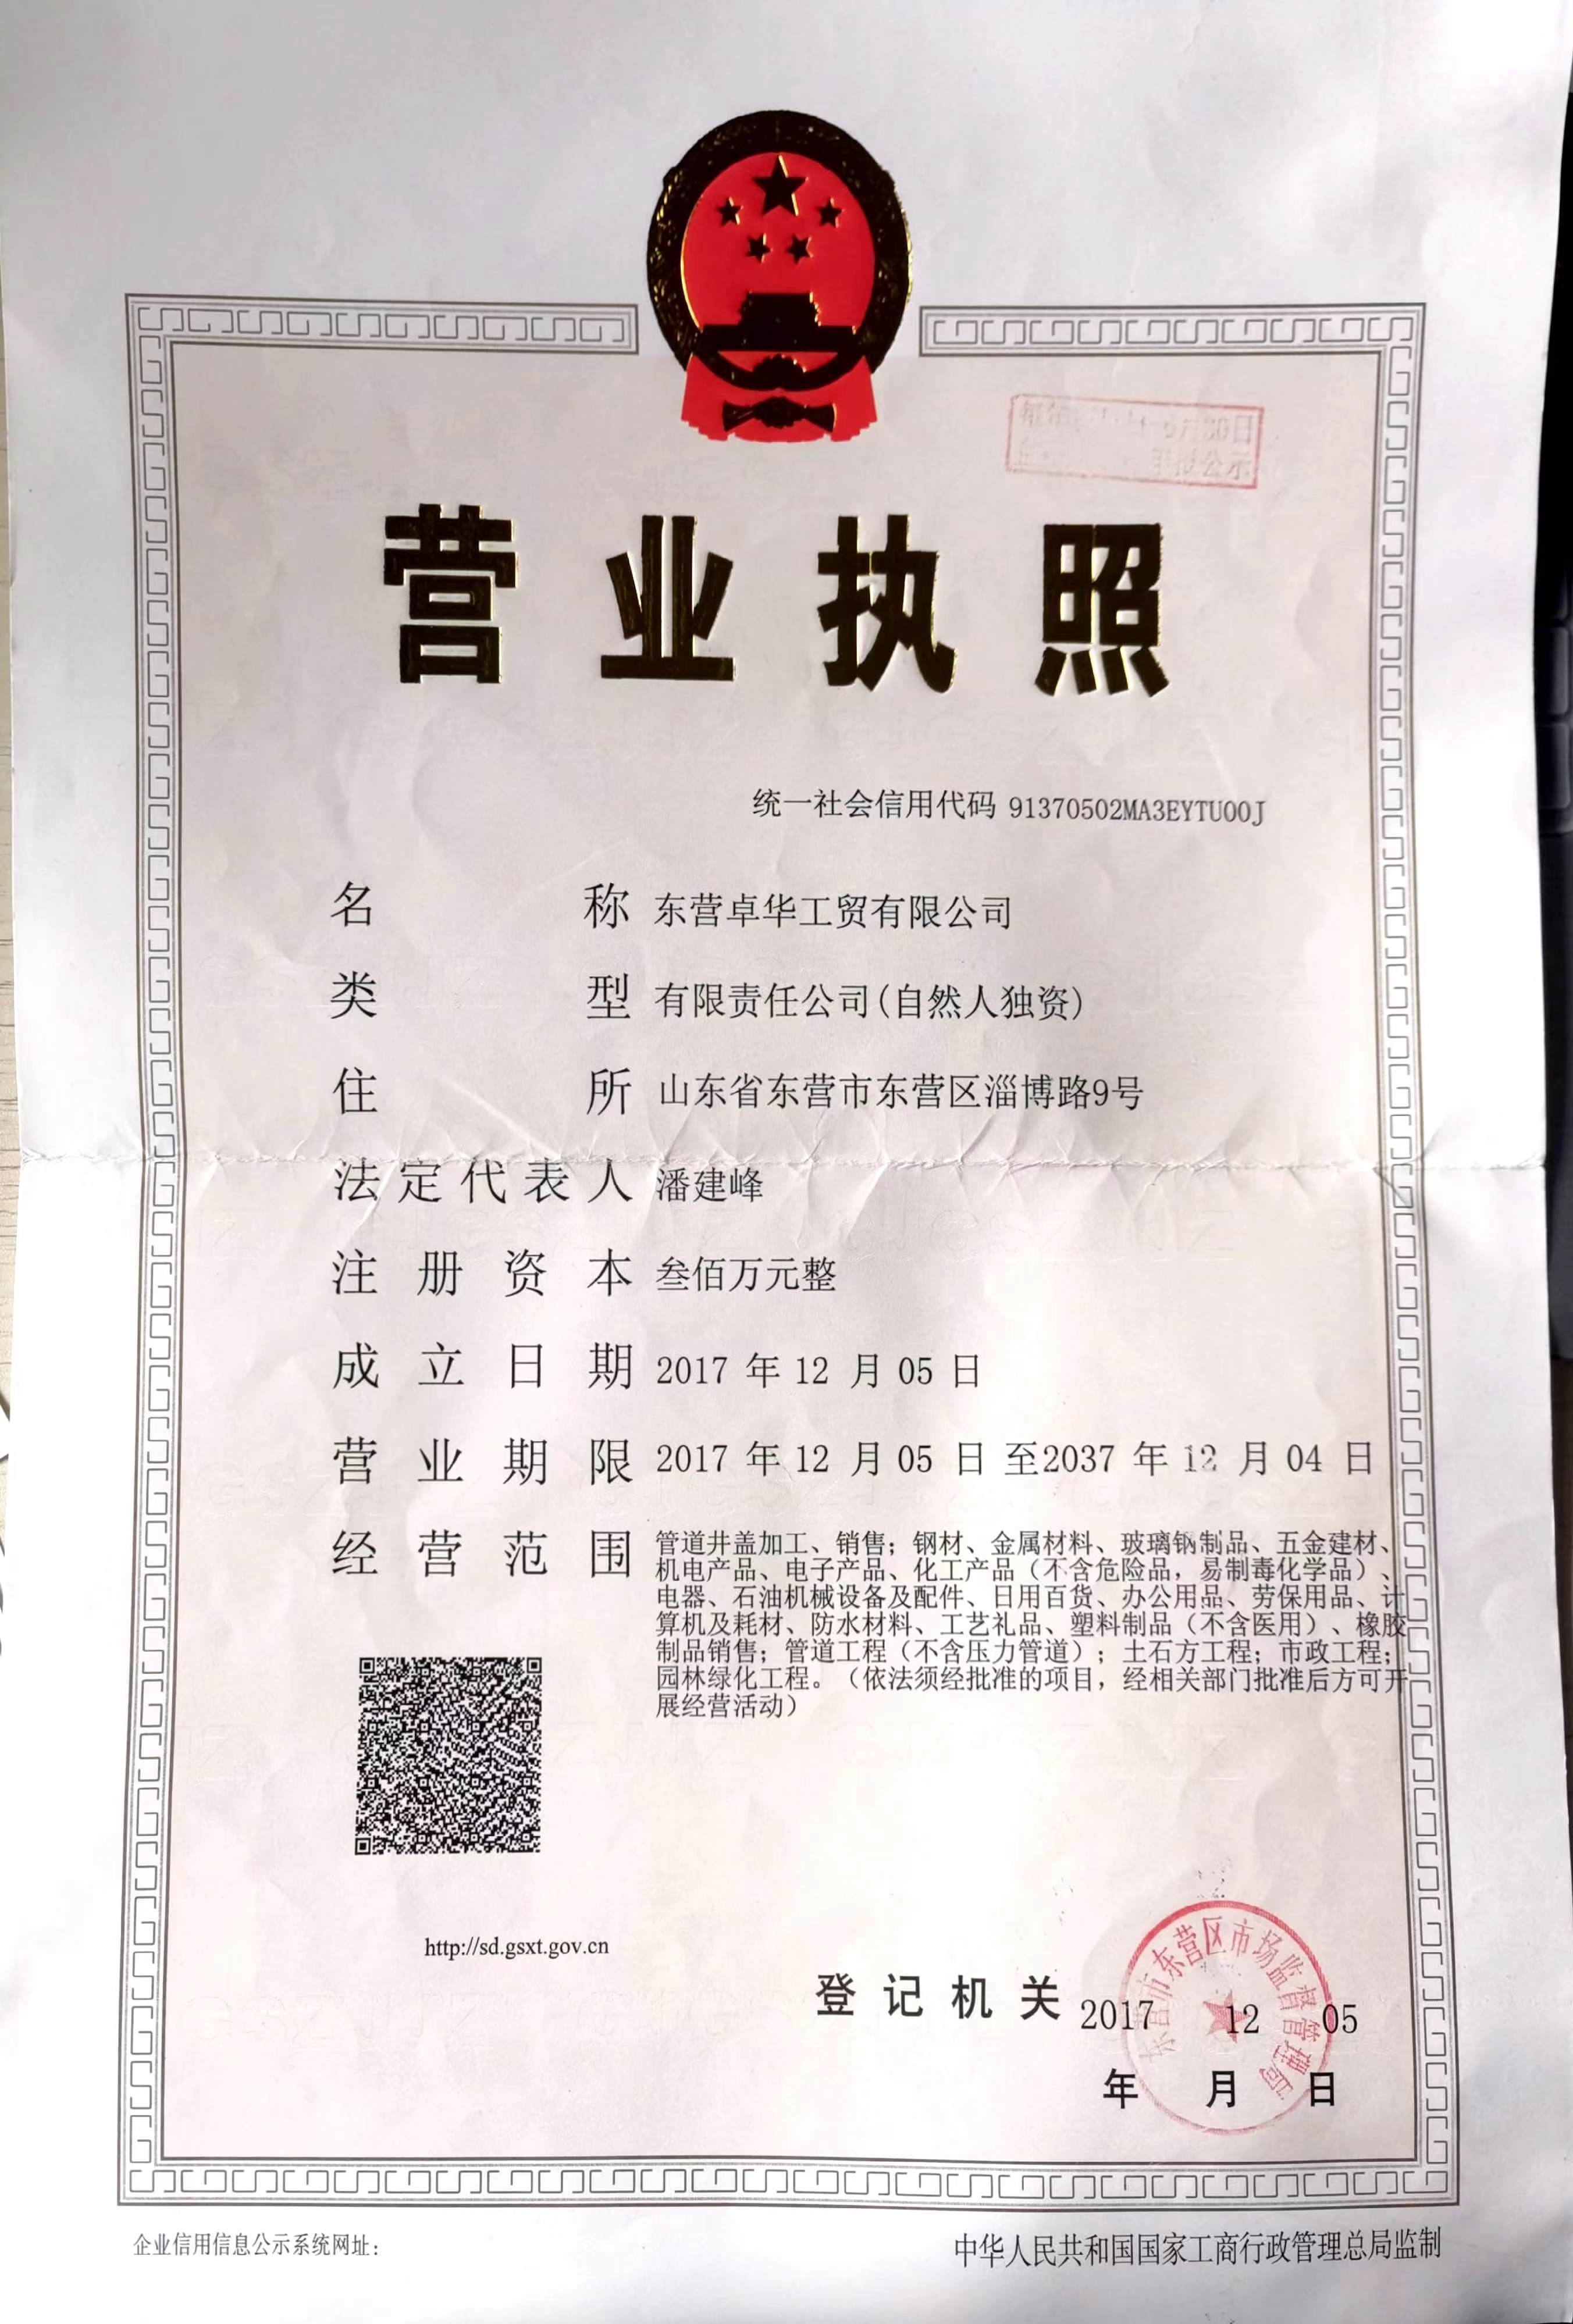 营业执照
统一社会信用代码 91370502MA3EYTU00J
名称 东营卓华工贸有限公司
类型 有限责任公司(自然人独资)
住所 山东省东营市东营区淄博路9号
法定代表人 潘建峰
注册资本 叁佰万元整
成立日期 2017 年 12 月 05 日
营业期限 2017 年 12 月 05 日 至2037 年 12 月 04 日
经营范围 管道井盖加工、销售；钢材、金属材料、玻璃钢制品、五金建材、
机电产品、电子产品、化工产品（不含危险品，易制毒化学品）、
电器、石油机械设备及配件、日用百货、办公用品、劳保用品、计
算机及耗材、防水材料、工艺礼品、塑料制品（不含医用）、橡胶
制品销售；管道工程（不含压力管道）；土石方工程；市政工程；
园林绿化工程。（依法须经批准的项目，经相关部门批准后方可开
展经营活动）
http://sd.gsxt.gov.cn
登记机关
东营市东营区市场监督管理局
2017 12 05
年 月 日
企业信用信息公示系统网址：
中华人民共和国国家工商行政管理总局监制